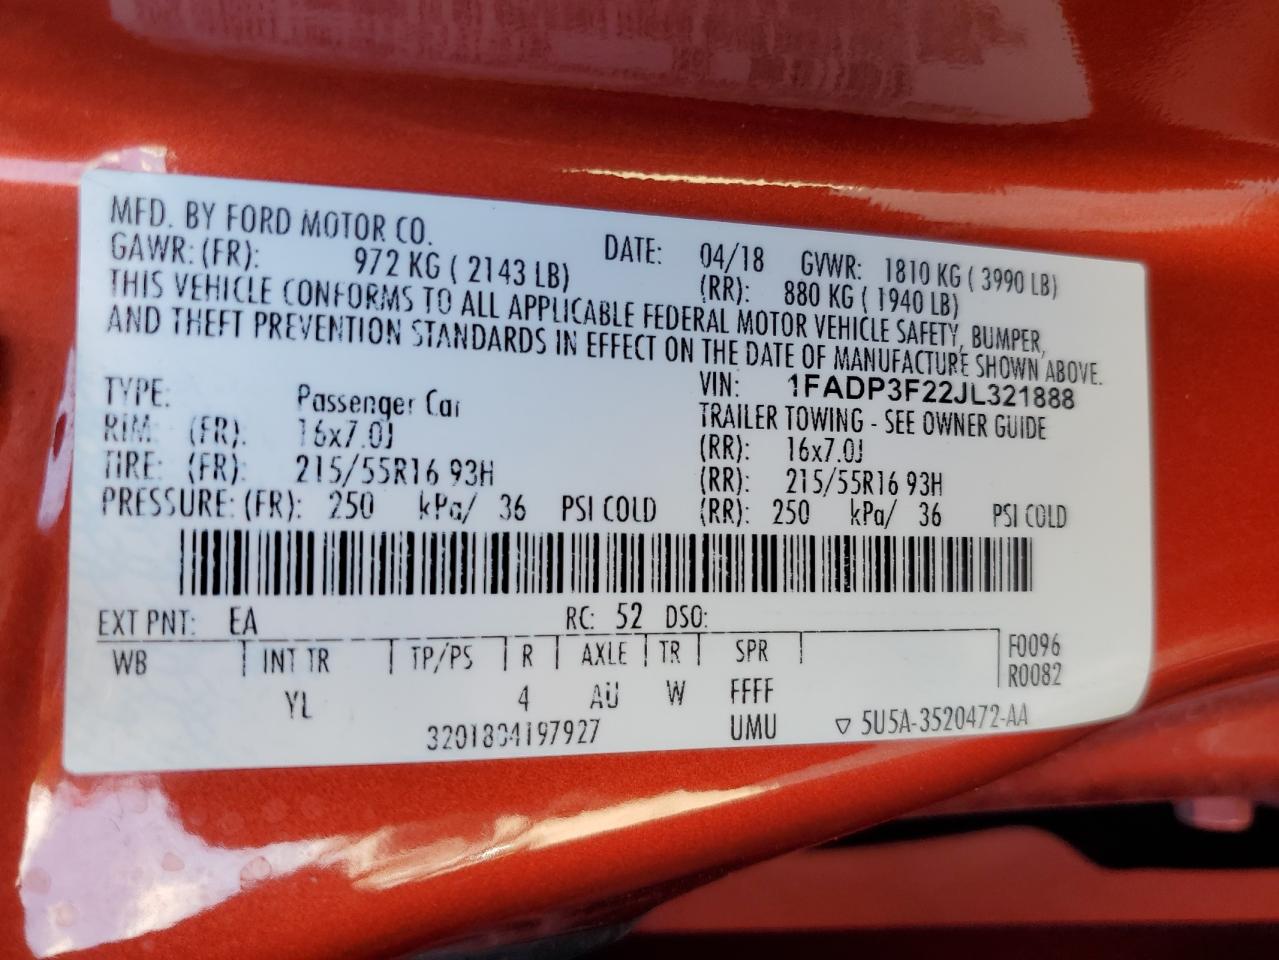 MFD. BY FORD MOTOR CO. DATE: 04/18 GVWR: 1810 KG ( 3990 LB)
GAWR: (FR): 972 KG ( 2143 LB) (RR): 880 KG ( 1940 LB)
THIS VEHICLE CONFORMS TO ALL APPLICABLE FEDERAL MOTOR VEHICLE SAFETY, BUMPER,
AND THEFT PREVENTION STANDARDS IN EFFECT ON THE DATE OF MANUFACTURE SHOWN ABOVE.
VIN: 1FADP3F22JL321888
TYPE: Passenger Car TRAILER TOWING - SEE OWNER GUIDE
RIM: (FR): 16x7.0J (RR): 16x7.0J
TIRE: (FR): 215/55R16 93H (RR): 215/55R16 93H
PRESSURE: (FR): 250 kPa/ 36 PSI COLD (RR): 250 kPa/ 36 PSI COLD
EXT PNT: EA RC: 52 DSO:
WB INT TR TP/PS R AXLE TR SPR F0096
R0082
YL 4 AU W FFFF
3201804197927 UMU ▽ 5U5A-3520472-AA